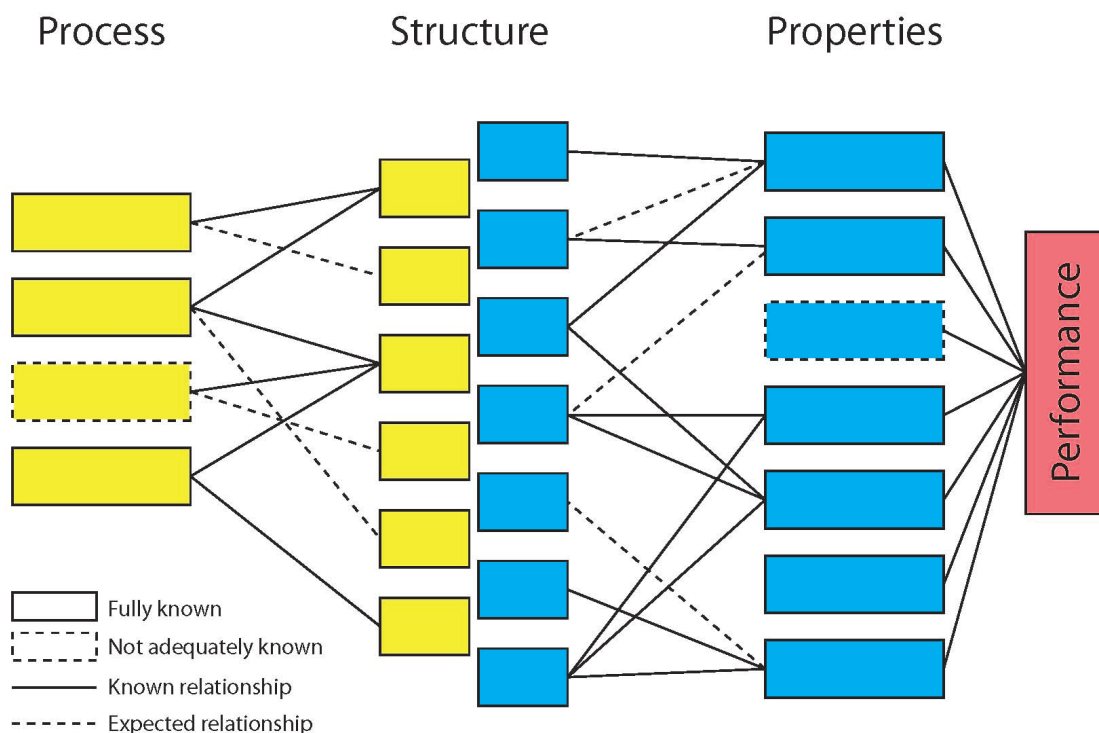 Process
Structure
Properties
Performance
Fully known
Not adequately known
Known relationship
Expected relationship